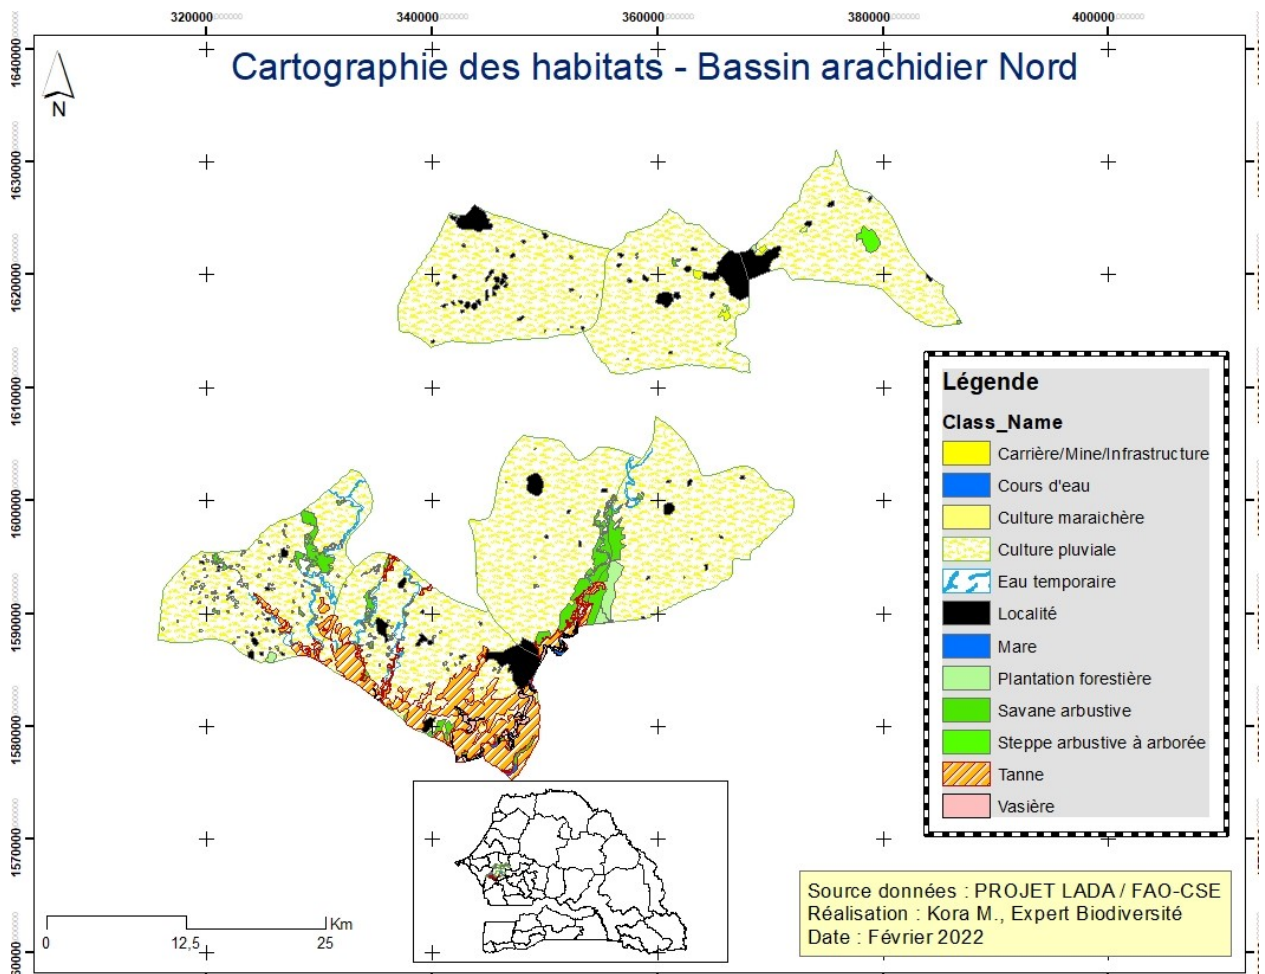 320000 340000 360000 380000 400000
Cartographie des habitats - Bassin arachidier Nord
N
1640000
1630000
1620000
1610000
1600000
1590000
1580000
1570000
Légende
Class_Name
Carrière/Mine/Infrastructure
Cours d'eau
Culture maraichère
Culture pluviale
Eau temporaire
Localité
Mare
Plantation forestière
Savane arbustive
Steppe arbustive à arborée
Tanne
Vasière
Km
0 12,5 25
Source données : PROJET LADA / FAO-CSE
Réalisation : Kora M., Expert Biodiversité
Date : Février 2022